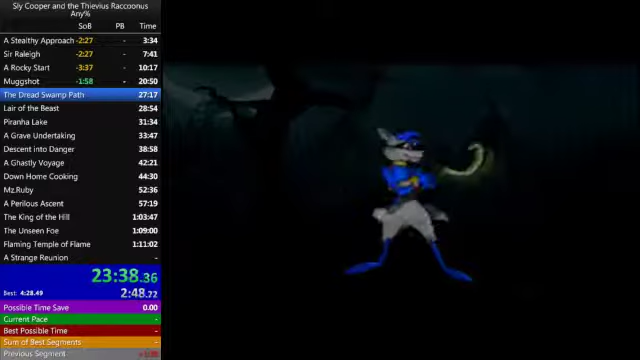 Sly Cooper and the Thievius Raccoonus
Any%
SoB PB Time
A Stealthy Approach -2:27 - 3:34
Sir Raleigh -2:27 - 7:41
A Rocky Start -3:37 - 10:17
Muggshot -1:58 - 20:50
The Dread Swamp Path 27:17
Lair of the Beast - 28:54
Piranha Lake - 31:34
A Grave Undertaking - 33:47
Descent into Danger - 38:58
A Ghastly Voyage - 42:21
Down Home Cooking - 44:30
Mz.Ruby - 52:36
A Perilous Ascent - 57:19
The King of the Hill - 1:03:47
The Unseen Foe - 1:09:00
Flaming Temple of Flame - 1:11:02
A Strange Reunion -
23:38.36
Best: 4:28.49 2:48.72
Possible Time Save 0.00
Current Pace -
Best Possible Time -
Sum of Best Segments -
Previous Segment